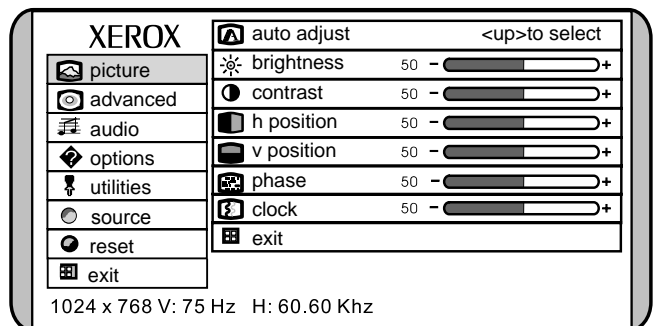 XEROX
picture
advanced
audio
options
utilities
source
reset
exit
auto adjust <up>to select
brightness 50 - +
contrast 50 - +
h position 50 - +
v position 50 - +
phase 50 - +
clock 50 - +
exit
1024 x 768 V: 75 Hz H: 60.60 Khz